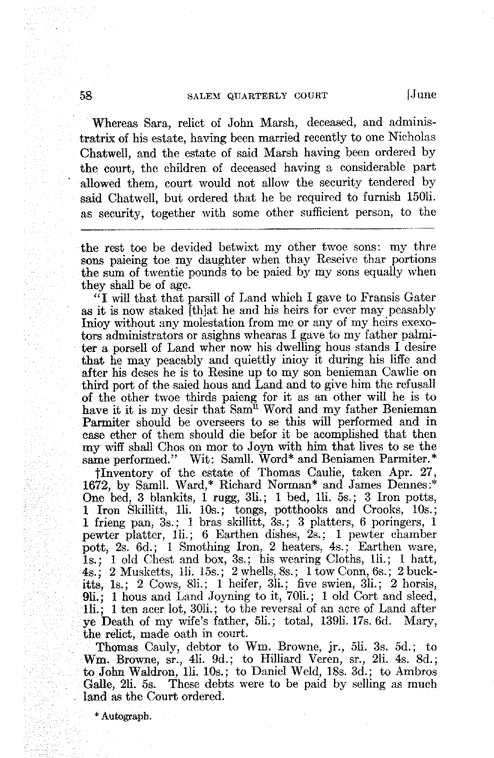 58 SALEM QUARTERLY COURT [June
Whereas Sara, relict of John Marsh, deceased, and adminis-
tratrix of his estate, having been married recently to one Nicholas
Chatwell, and the estate of said Marsh having been ordered by
the court, the children of deceased having a considerable part
allowed them, court would not allow the security tendered by
said Chatwell, but ordered that he be required to furnish 150li.
as security, together with some other sufficient person, to the
the rest toe be devided betwixt my other twoe sons: my thre
sons paieing toe my daughter when thay Reseive thar portions
the sum of twentie pounds to be paied by my sons equally when
they shall be of age.
"I will that that parsill of Land which I gave to Fransis Gater
as it is now staked [th]at he and his heirs for ever may peasably
Inioy without any molestation from me or any of my heirs exexo-
tors administrators or asighns whearas I gave to my father palmi-
ter a porsell of Land wher now his dwelling hous stands I desire
that he may peacably and quiettly inioy it during his liffe and
after his deses he is to Resine up to my son benieman Cawlie on
third port of the saied hous and Land and to give him the refusall
of the other twoe thirds paieng for it as an other will he is to
have it it is my desir that Samll Word and my father Benieman
Parmiter should be overseers to se this will performed and in
case ether of them should die befor it be acomplished that then
my wiff shall Chos on mor to Joyn with him that lives to se the
same performed." Wit: Samll. Word* and Beniamen Parmiter.*
†Inventory of the estate of Thomas Caulie, taken Apr. 27,
1672, by Samll. Ward,* Richard Norman* and James Dennes:*
One bed, 3 blankits, 1 rugg, 3li.; 1 bed, 1li. 5s.; 3 Iron potts,
1 Iron Skillitt, 1li. 10s.; tongs, potthooks and Crooks, 10s.;
1 frieng pan, 3s.; 1 bras skillitt, 3s.; 3 platters, 6 poringers, 1
pewter platter, 1li.; 6 Earthen dishes, 2s.; 1 pewter chamber
pott, 2s. 6d.; 1 Smothing Iron, 2 heaters, 4s.; Earthen ware,
1s.; 1 old Chest and box, 3s.; his wearing Cloths, 1li.; 1 hatt,
4s.; 2 Musketts, 1li. 15s.; 2 whells, 8s.; 1 tow Conn, 6s.; 2 buck-
itts, 1s.; 2 Cows, 8li.; 1 heifer, 3li.; five swien, 3li.; 2 horsis,
9li.; 1 hous and Land Joyning to it, 70li.; 1 old Cort and sleed,
1li.; 1 ten acer lot, 30li.; to the reversal of an acre of Land after
ye Death of my wife's father, 5li.; total, 139li. 17s. 6d. Mary,
the relict, made oath in court.
Thomas Cauly, debtor to Wm. Browne, jr., 5li. 3s. 5d.; to
Wm. Browne, sr., 4li. 9d.; to Hilliard Veren, sr., 2li. 4s. 8d.;
to John Waldron, 1li. 10s.; to Daniel Weld, 18s. 3d.; to Ambros
Galle, 2li. 5s. These debts were to be paid by selling as much
land as the Court ordered.
* Autograph.